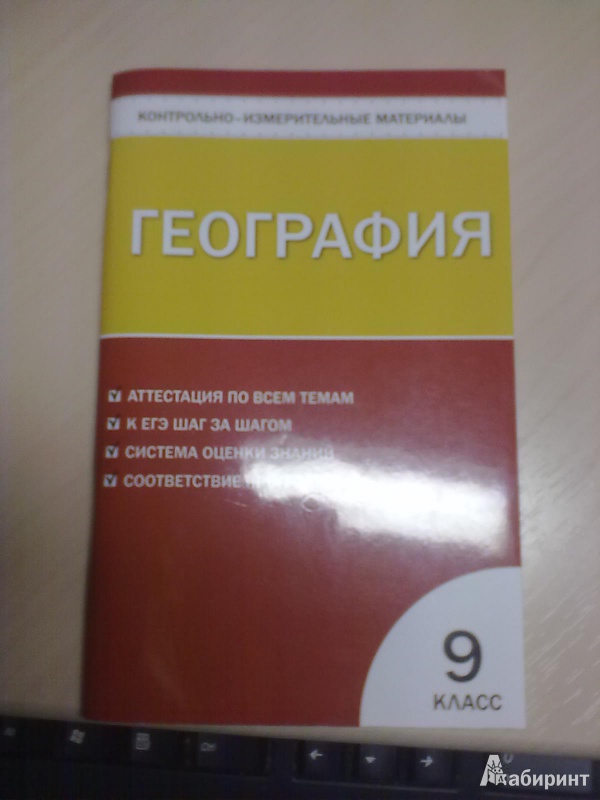 КОНТРОЛЬНО-ИЗМЕРИТЕЛЬНЫЕ МАТЕРИАЛЫ
ГЕОГРАФИЯ
АТТЕСТАЦИЯ ПО ВСЕМ ТЕМАМ
К ЕГЭ ШАГ ЗА ШАГОМ
СИСТЕМА ОЦЕНКИ ЗНАНИЙ
СООТВЕТСТВИЕ
9
КЛАСС
Лабиринт